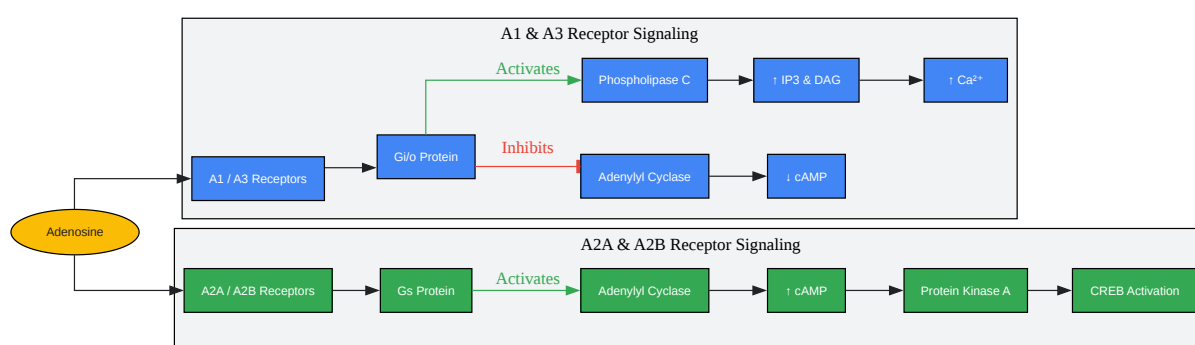 A1 & A3 Receptor Signaling
Activates
Phospholipase C
↑ IP3 & DAG
↑ Ca²⁺
Inhibits
Gi/o Protein
A1 / A3 Receptors
Adenylyl Cyclase
↓ cAMP
Adenosine
A2A & A2B Receptor Signaling
Activates
A2A / A2B Receptors
Gs Protein
Adenylyl Cyclase
↑ cAMP
Protein Kinase A
CREB Activation